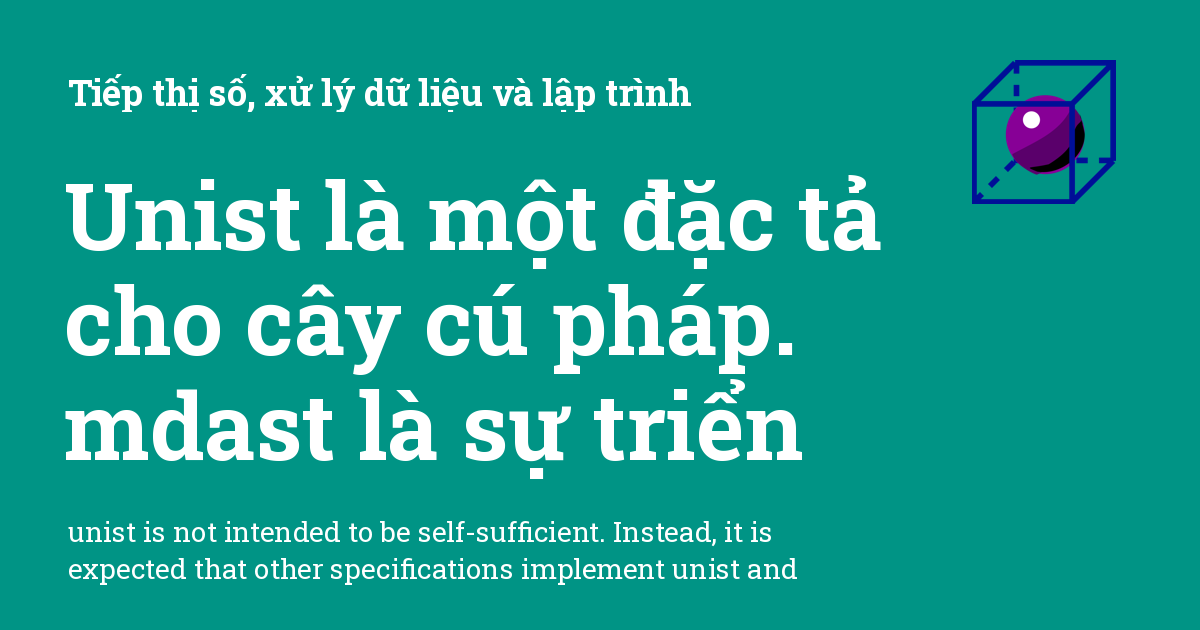 Tiếp thị số, xử lý dữ liệu và lập trình
Unist là một đặc tả
cho cây cú pháp.
mdast là sự triển
unist is not intended to be self-sufficient. Instead, it is
expected that other specifications implement unist and